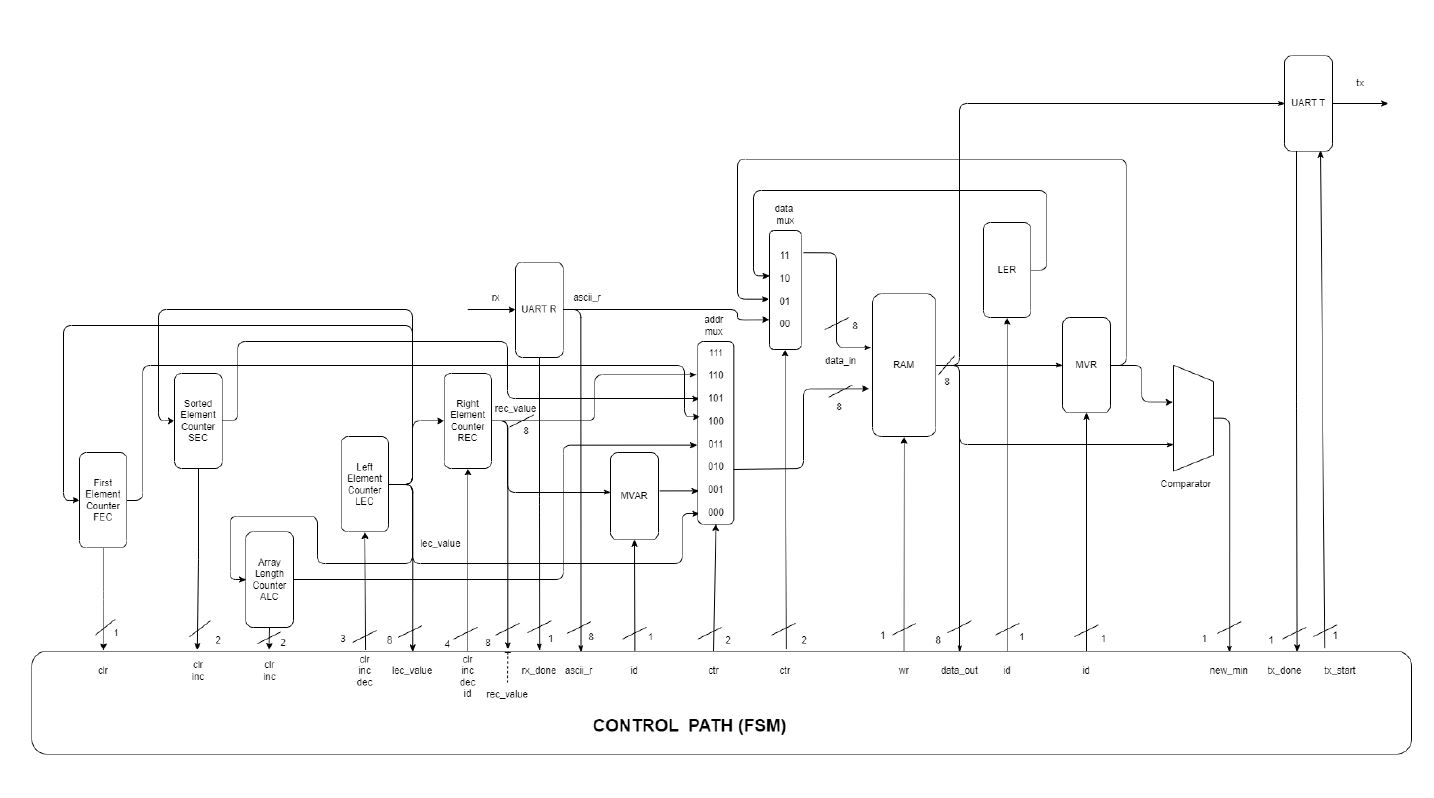 tx
UART T
data
mux
11
10
01
00
LER
rx
UART R
ascii_r
addr
mux
8
data_in
RAM
8
MVR
111
110
101
100
011
010
001
000
8
Sorted
Element
Counter
SEC
Right
Element
Counter
REC
rec_value
8
First
Element
Counter
FEC
Left
Element
Counter
LEC
MVAR
Comparator
lec_value
Array
Length
Counter
ALC
1
2
2
3
8
4
8
1
8
1
2
2
1
8
1
1
1
1
1
clr
clr
inc
clr
inc
clr
inc
dec
lec_value
clr
inc
dec
id
rec_value
rx_done
ascii_r
id
ctr
ctr
wr
data_out
id
id
new_min
tx_done
tx_start
CONTROL PATH (FSM)